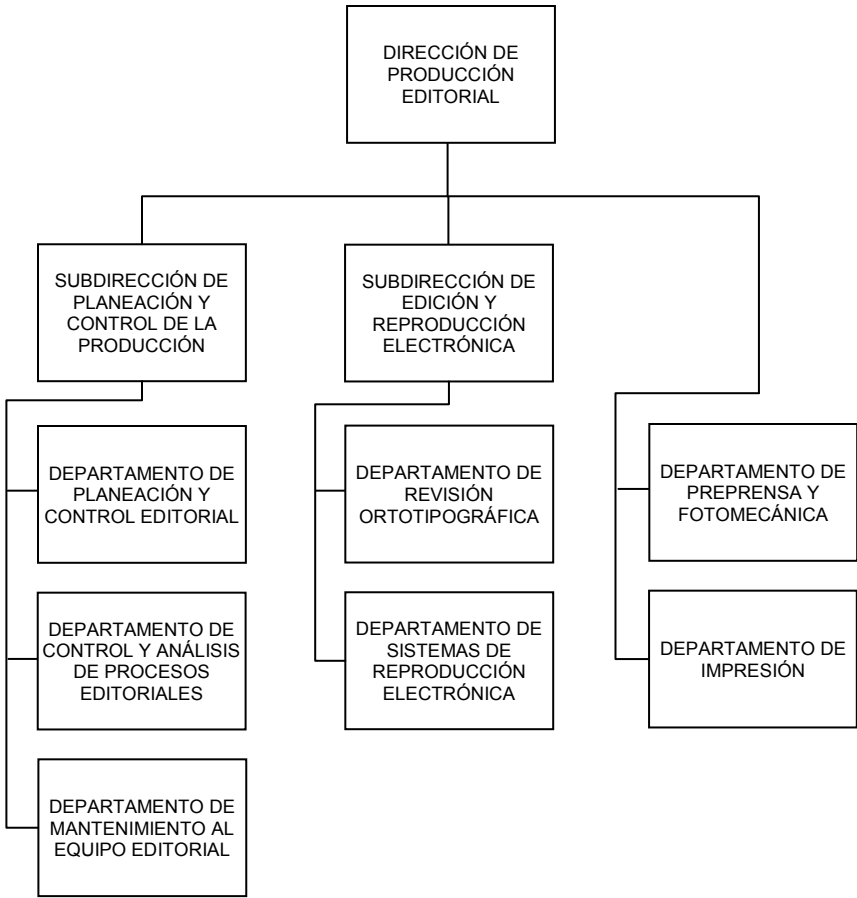 DIRECCIÓN DE
PRODUCCIÓN
EDITORIAL
SUBDIRECCIÓN DE
PLANEACIÓN Y
CONTROL DE LA
PRODUCCIÓN
SUBDIRECCIÓN DE
EDICIÓN Y
REPRODUCCIÓN
ELECTRÓNICA
DEPARTAMENTO DE
PLANEACIÓN Y
CONTROL EDITORIAL
DEPARTAMENTO DE
REVISIÓN
ORTOTIPOGRÁFICA
DEPARTAMENTO DE
PREPRENSA Y
FOTOMECÁNICA
DEPARTAMENTO DE
CONTROL Y ANÁLISIS
DE PROCESOS
EDITORIALES
DEPARTAMENTO DE
SISTEMAS DE
REPRODUCCIÓN
ELECTRÓNICA
DEPARTAMENTO DE
IMPRESIÓN
DEPARTAMENTO DE
MANTENIMIENTO AL
EQUIPO EDITORIAL